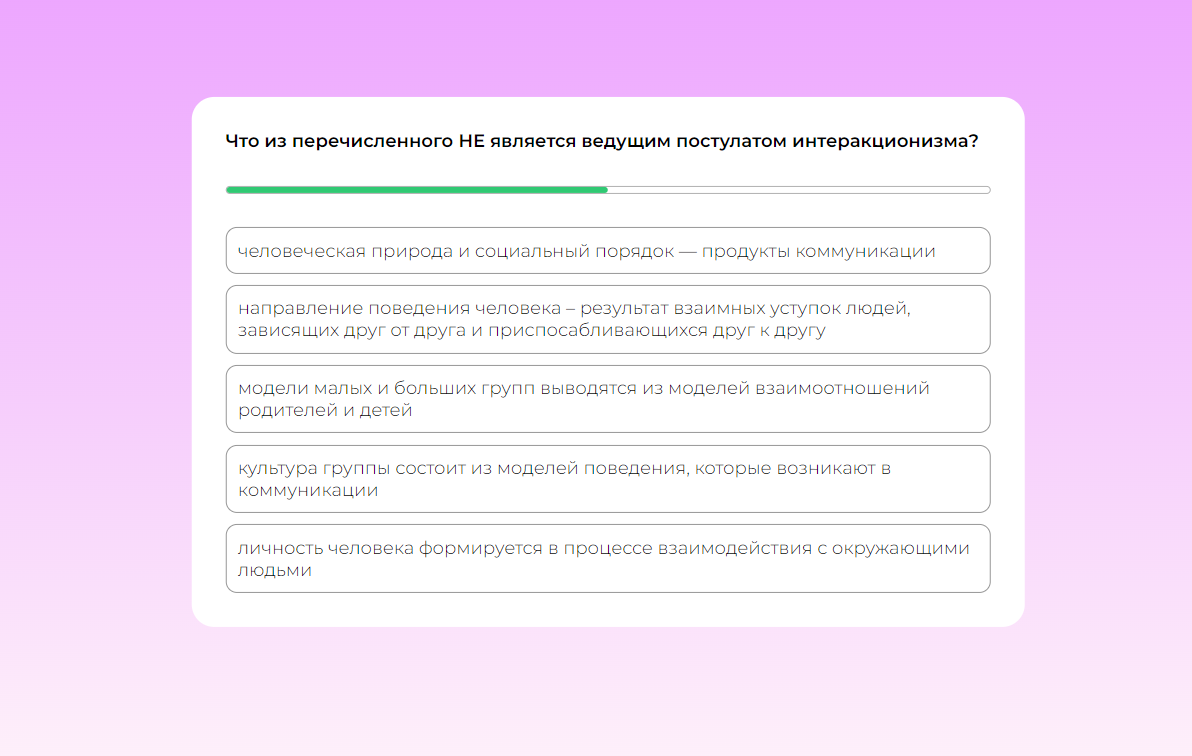 Что из перечисленного НЕ является ведущим постулатом интеракционизма?
человеческая природа и социальный порядок — продукты коммуникации
направление поведения человека – результат взаимных уступок людей,
зависящих друг от друга и приспосабливающихся друг к другу
модели малых и больших групп выводятся из моделей взаимоотношений
родителей и детей
культура группы состоит из моделей поведения, которые возникают в
коммуникации
личность человека формируется в процессе взаимодействия с окружающими
людьми